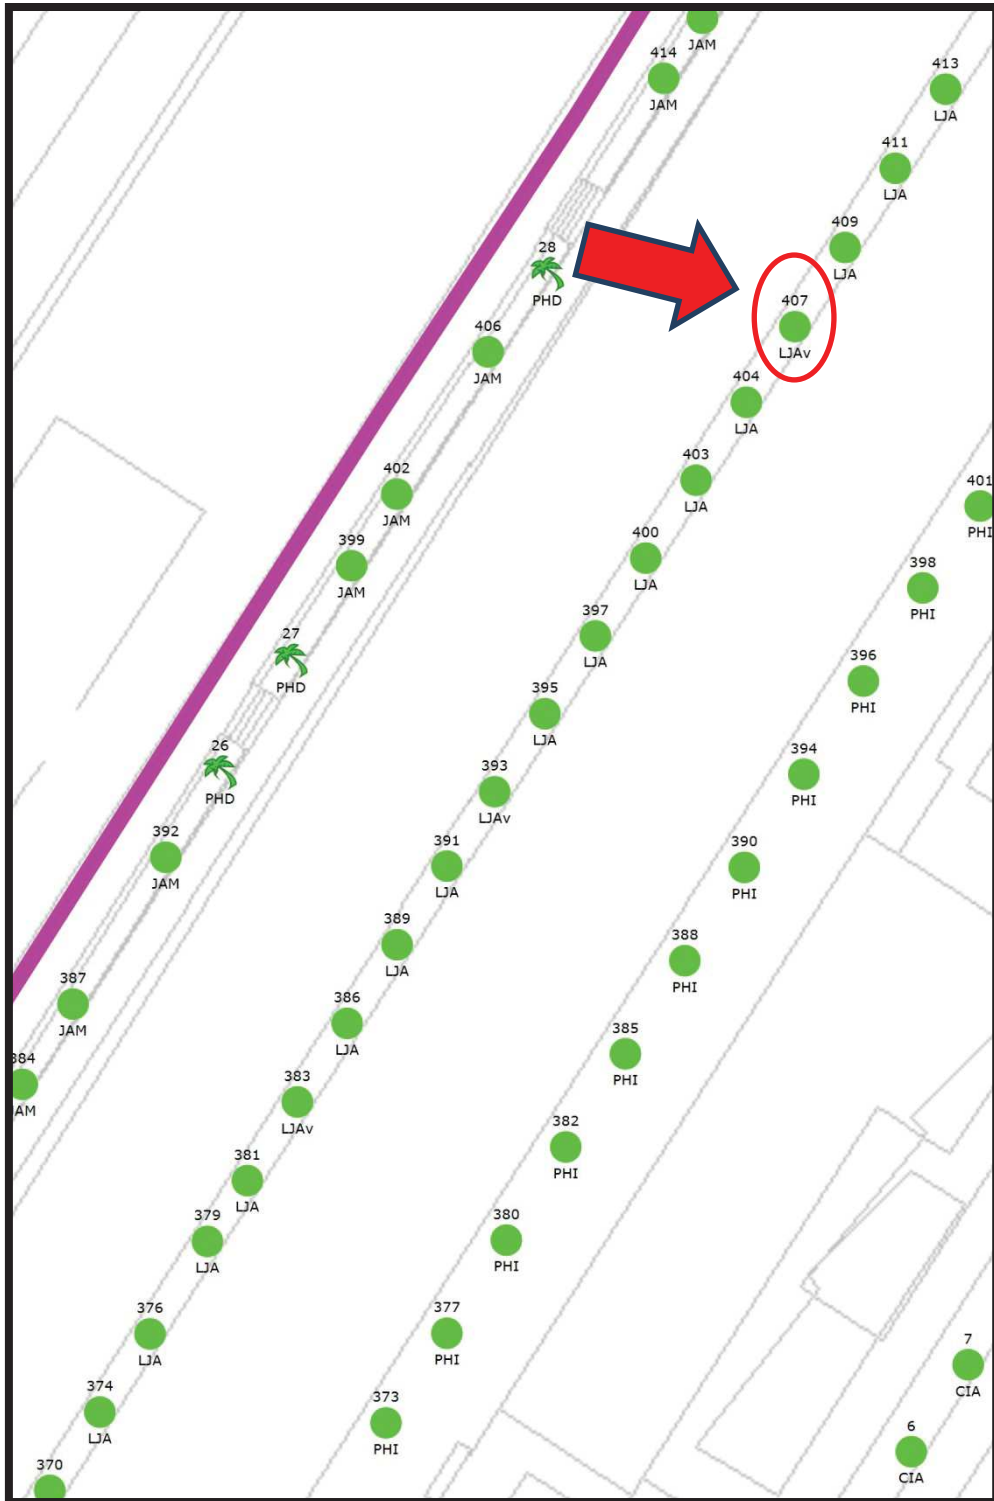 JAM
414
JAM
413
LJA
411
LJA
409
LJA
28
PHD
407
LJAv
406
JAM
404
LJA
402
JAM
403
LJA
401
PHI
399
JAM
400
LJA
398
PHI
397
LJA
27
PHD
396
PHI
395
LJA
26
PHD
394
PHI
393
LJAv
392
JAM
391
LJA
390
PHI
389
LJA
388
PHI
387
JAM
386
LJA
385
PHI
384
JAM
383
LJAv
382
PHI
381
LJA
380
PHI
379
LJA
377
PHI
376
LJA
7
CIA
374
LJA
373
PHI
6
CIA
370